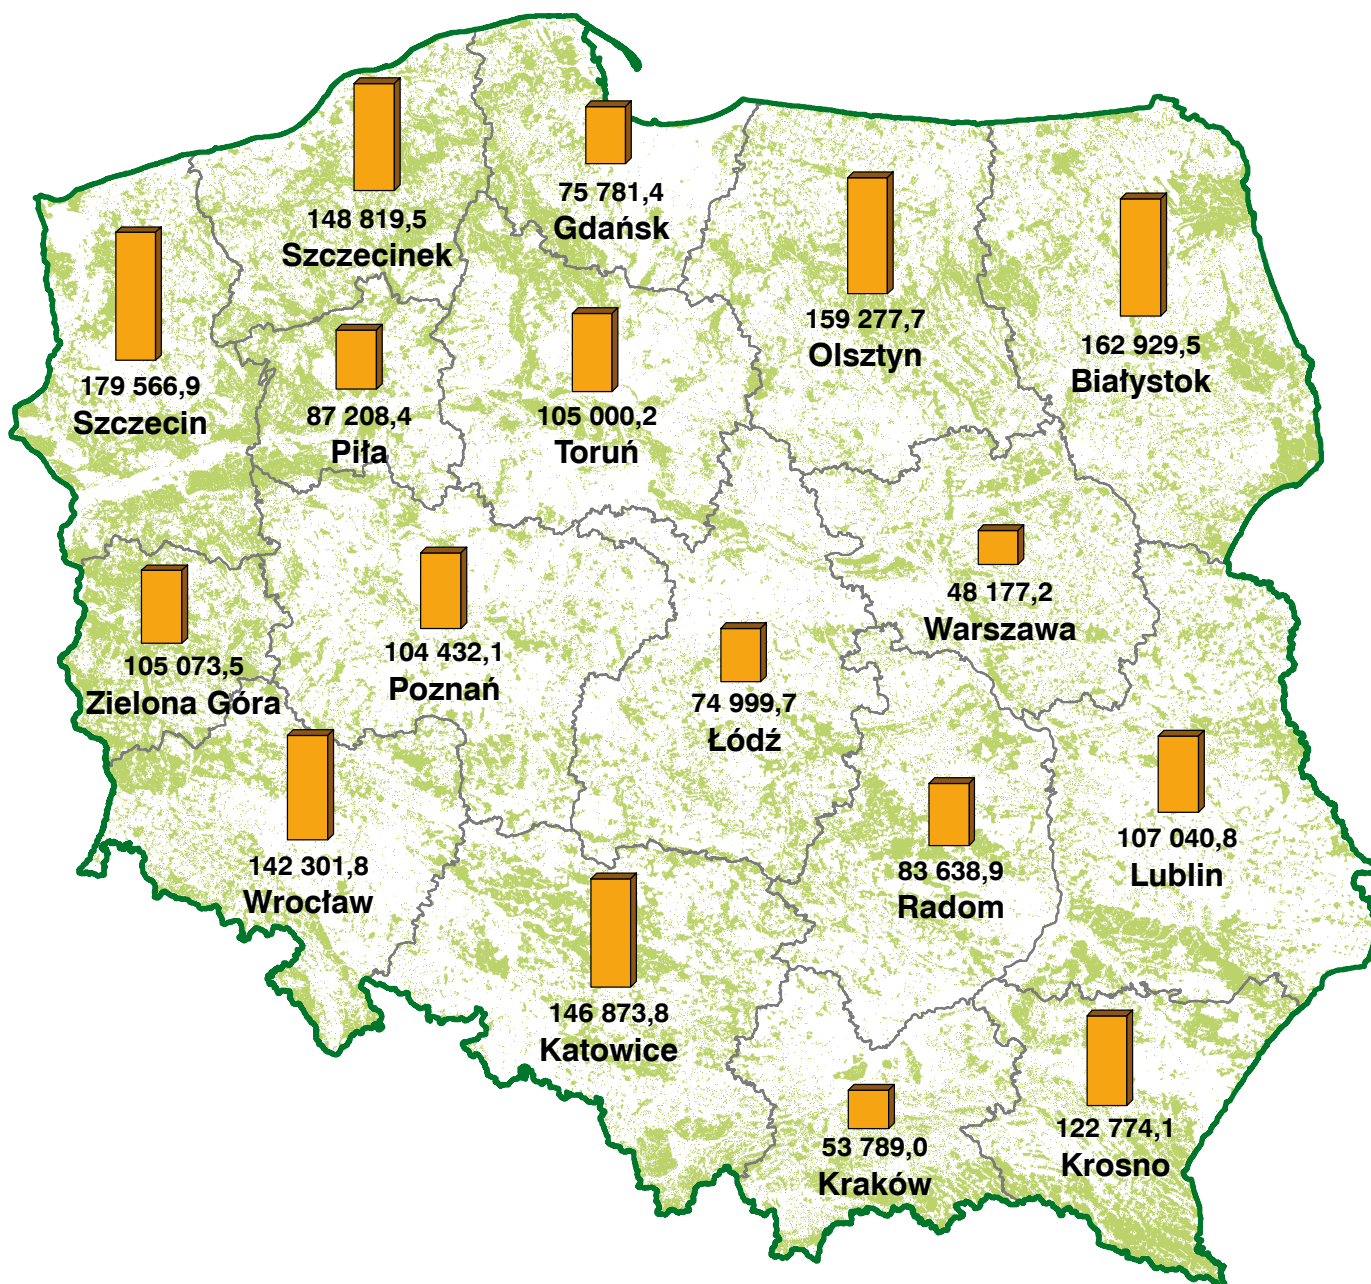 148 819,5
Szczecinek
75 781,4
Gdańsk
159 277,7
Olsztyn
162 929,5
Białystok
179 566,9
Szczecin
87 208,4
Piła
105 000,2
Toruń
48 177,2
Warszawa
105 073,5
Zielona Góra
104 432,1
Poznań
74 999,7
Łódź
142 301,8
Wrocław
83 638,9
Radom
107 040,8
Lublin
146 873,8
Katowice
53 789,0
Kraków
122 774,1
Krosno